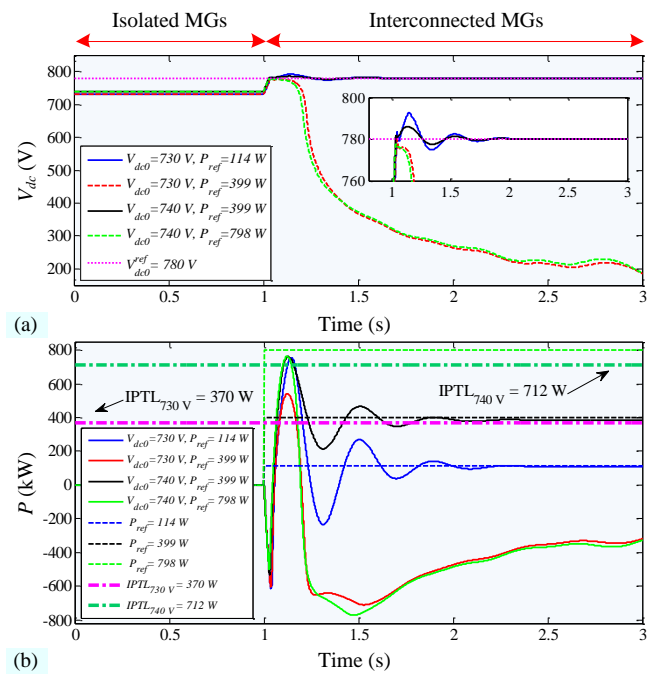 Isolated MGs
Interconnected MGs
800
700
600
500
400
300
200
V_dc (V)
V_dc0=730 V, P_ref=114 W
V_dc0=730 V, P_ref=399 W
V_dc0=740 V, P_ref=399 W
V_dc0=740 V, P_ref=798 W
V_dc0^ref = 780 V
800
780
760
1 1.5 2 2.5 3
0 0.5 1 1.5 2 2.5 3
(a)
Time (s)
800
600
400
200
0
-200
-400
-600
-800
P (kW)
IPTL_730 V = 370 W
IPTL_740 V = 712 W
V_dc0=730 V, P_ref= 114 W
V_dc0=730 V, P_ref= 399 W
V_dc0=740 V, P_ref= 399 W
V_dc0=740 V, P_ref= 798 W
P_ref= 114 W
P_ref= 399 W
P_ref= 798 W
IPTL_730 V = 370 W
IPTL_740 V = 712 W
0 0.5 1 1.5 2 2.5 3
(b)
Time (s)